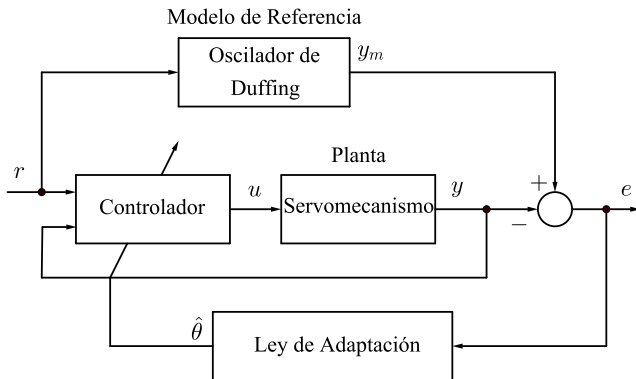 Modelo de Referencia
Oscilador de
Duffing
y_m
r
Controlador
u
Planta
Servomecanismo
y
+
−
e
θ̂
Ley de Adaptación